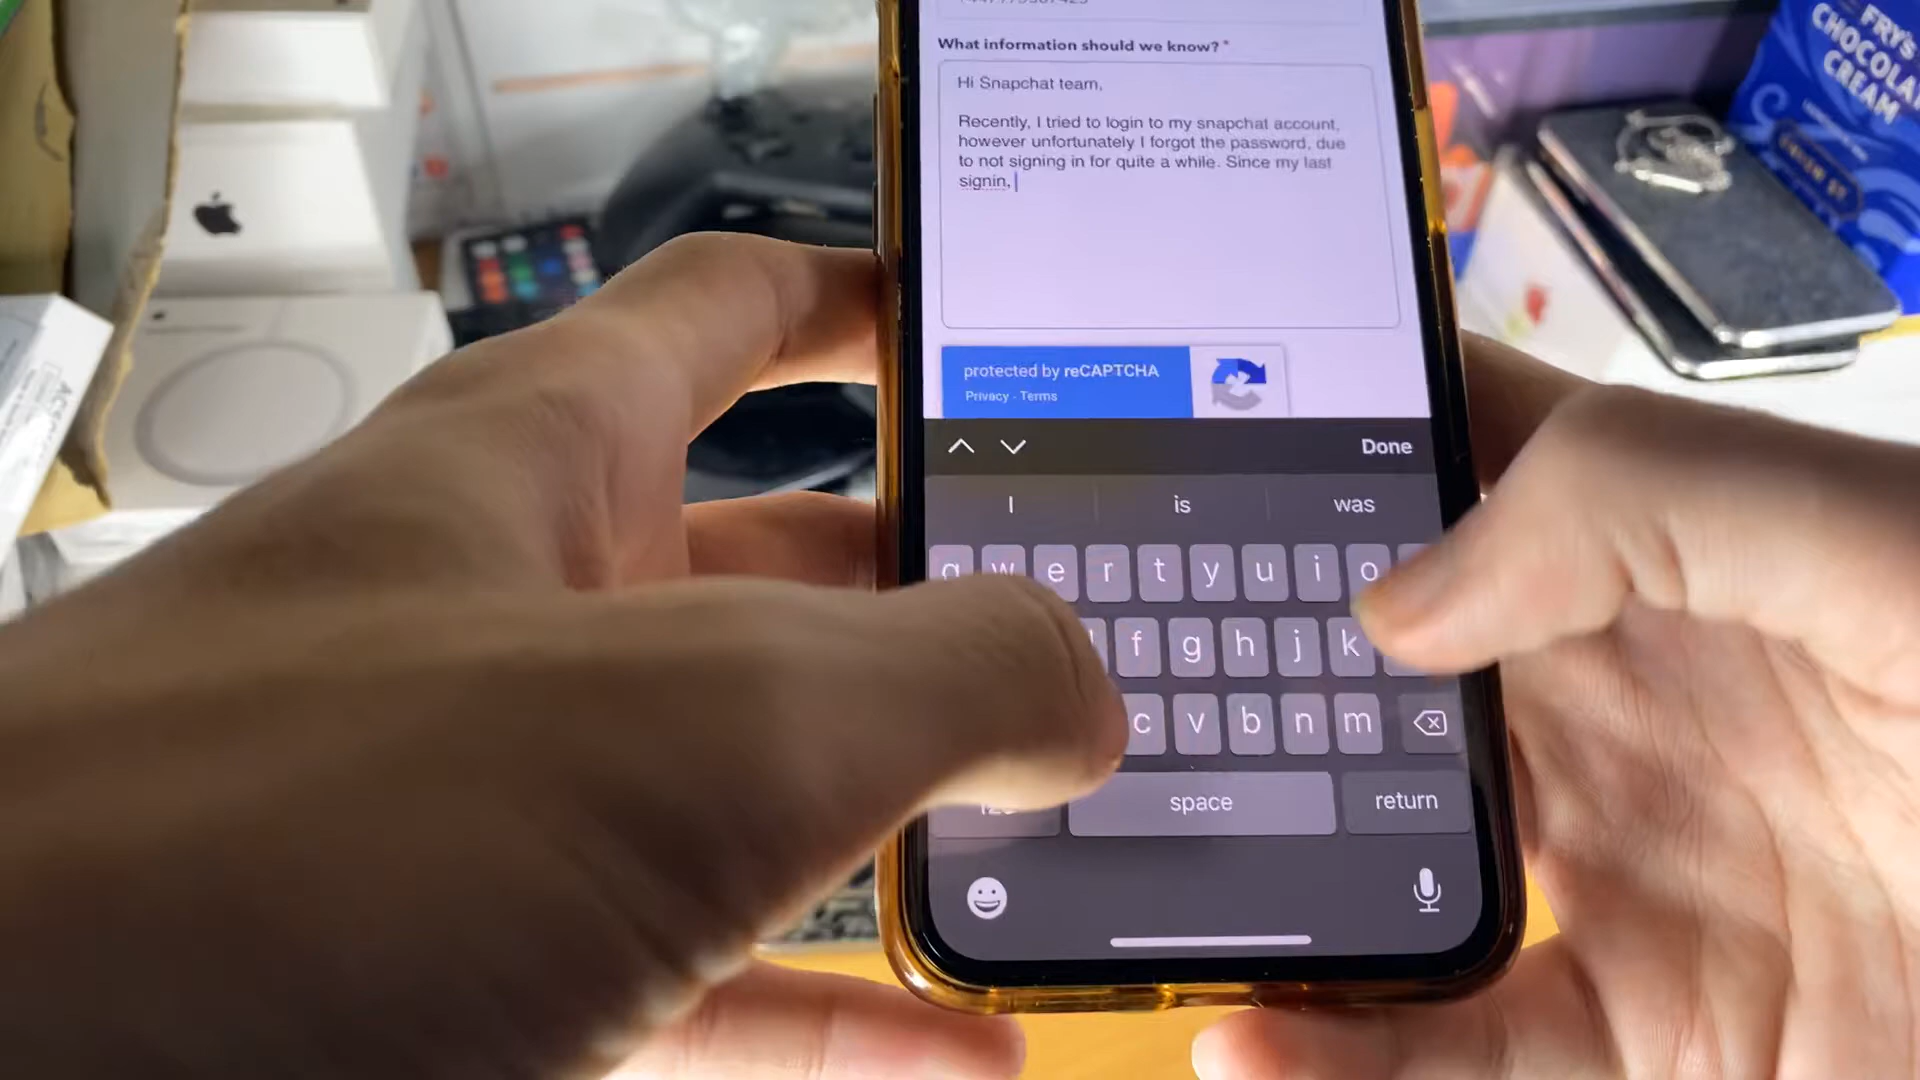 What information should we know? *
Hi Snapchat team,
Recently, I tried to login to my snapchat account,
however unfortunately I forgot the password, due
to not signing in for quite a while. Since my last
signin,
protected by reCAPTCHA
Privacy - Terms
Done
I is was
q w e r t y u i o
f g h j k
c v b n m
space return
FRY'S
CHOCOLA
CREAM